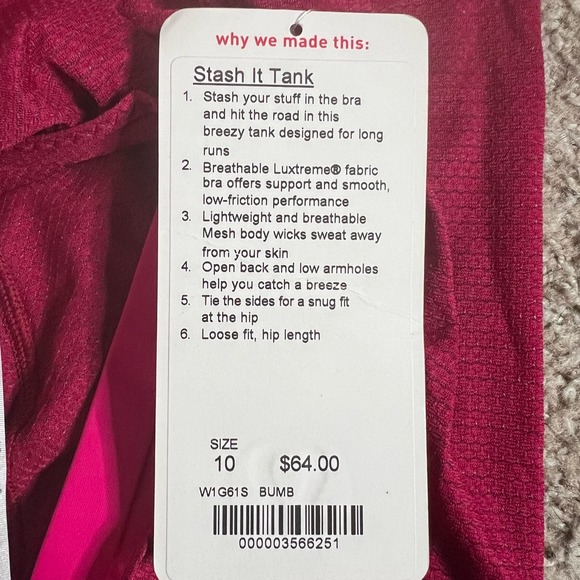 why we made this:
Stash It Tank
1. Stash your stuff in the bra
and hit the road in this
breezy tank designed for long
runs
2. Breathable Luxtreme® fabric
bra offers support and smooth,
low-friction performance
3. Lightweight and breathable
Mesh body wicks sweat away
from your skin
4. Open back and low armholes
help you catch a breeze
5. Tie the sides for a snug fit
at the hip
6. Loose fit, hip length
SIZE
10 $64.00
W1G61S BUMB
000003566251